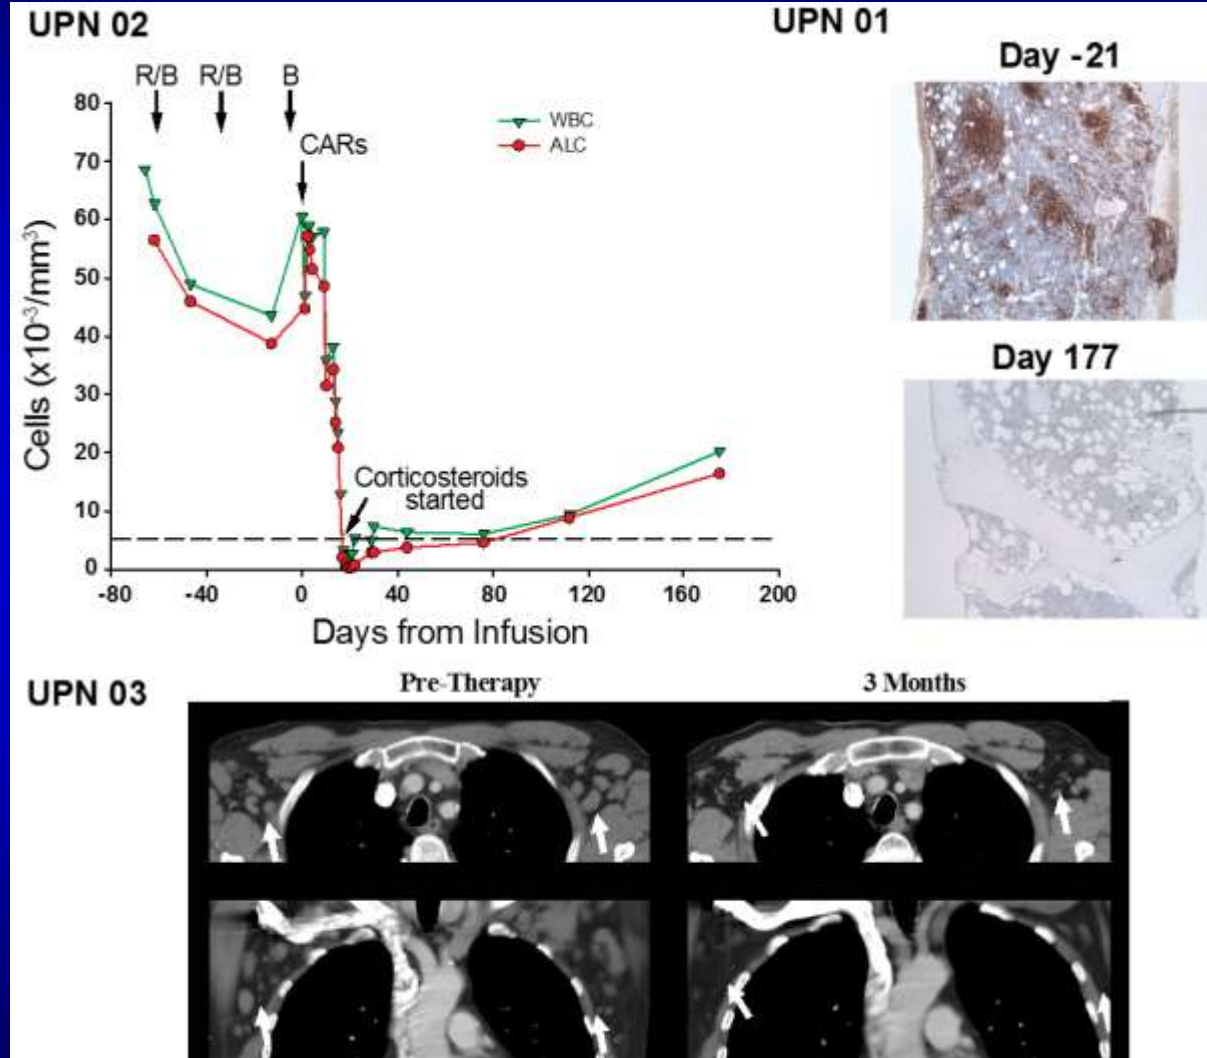 UPN 02
R/B R/B B
CARs
WBC
ALC
Cells (x10⁻³/mm³)
80
70
60
50
40
30
20
10
0
Corticosteroids
started
-80 -40 0 40 80 120 160 200
Days from Infusion
UPN 01
Day -21
Day 177
UPN 03
Pre-Therapy 3 Months